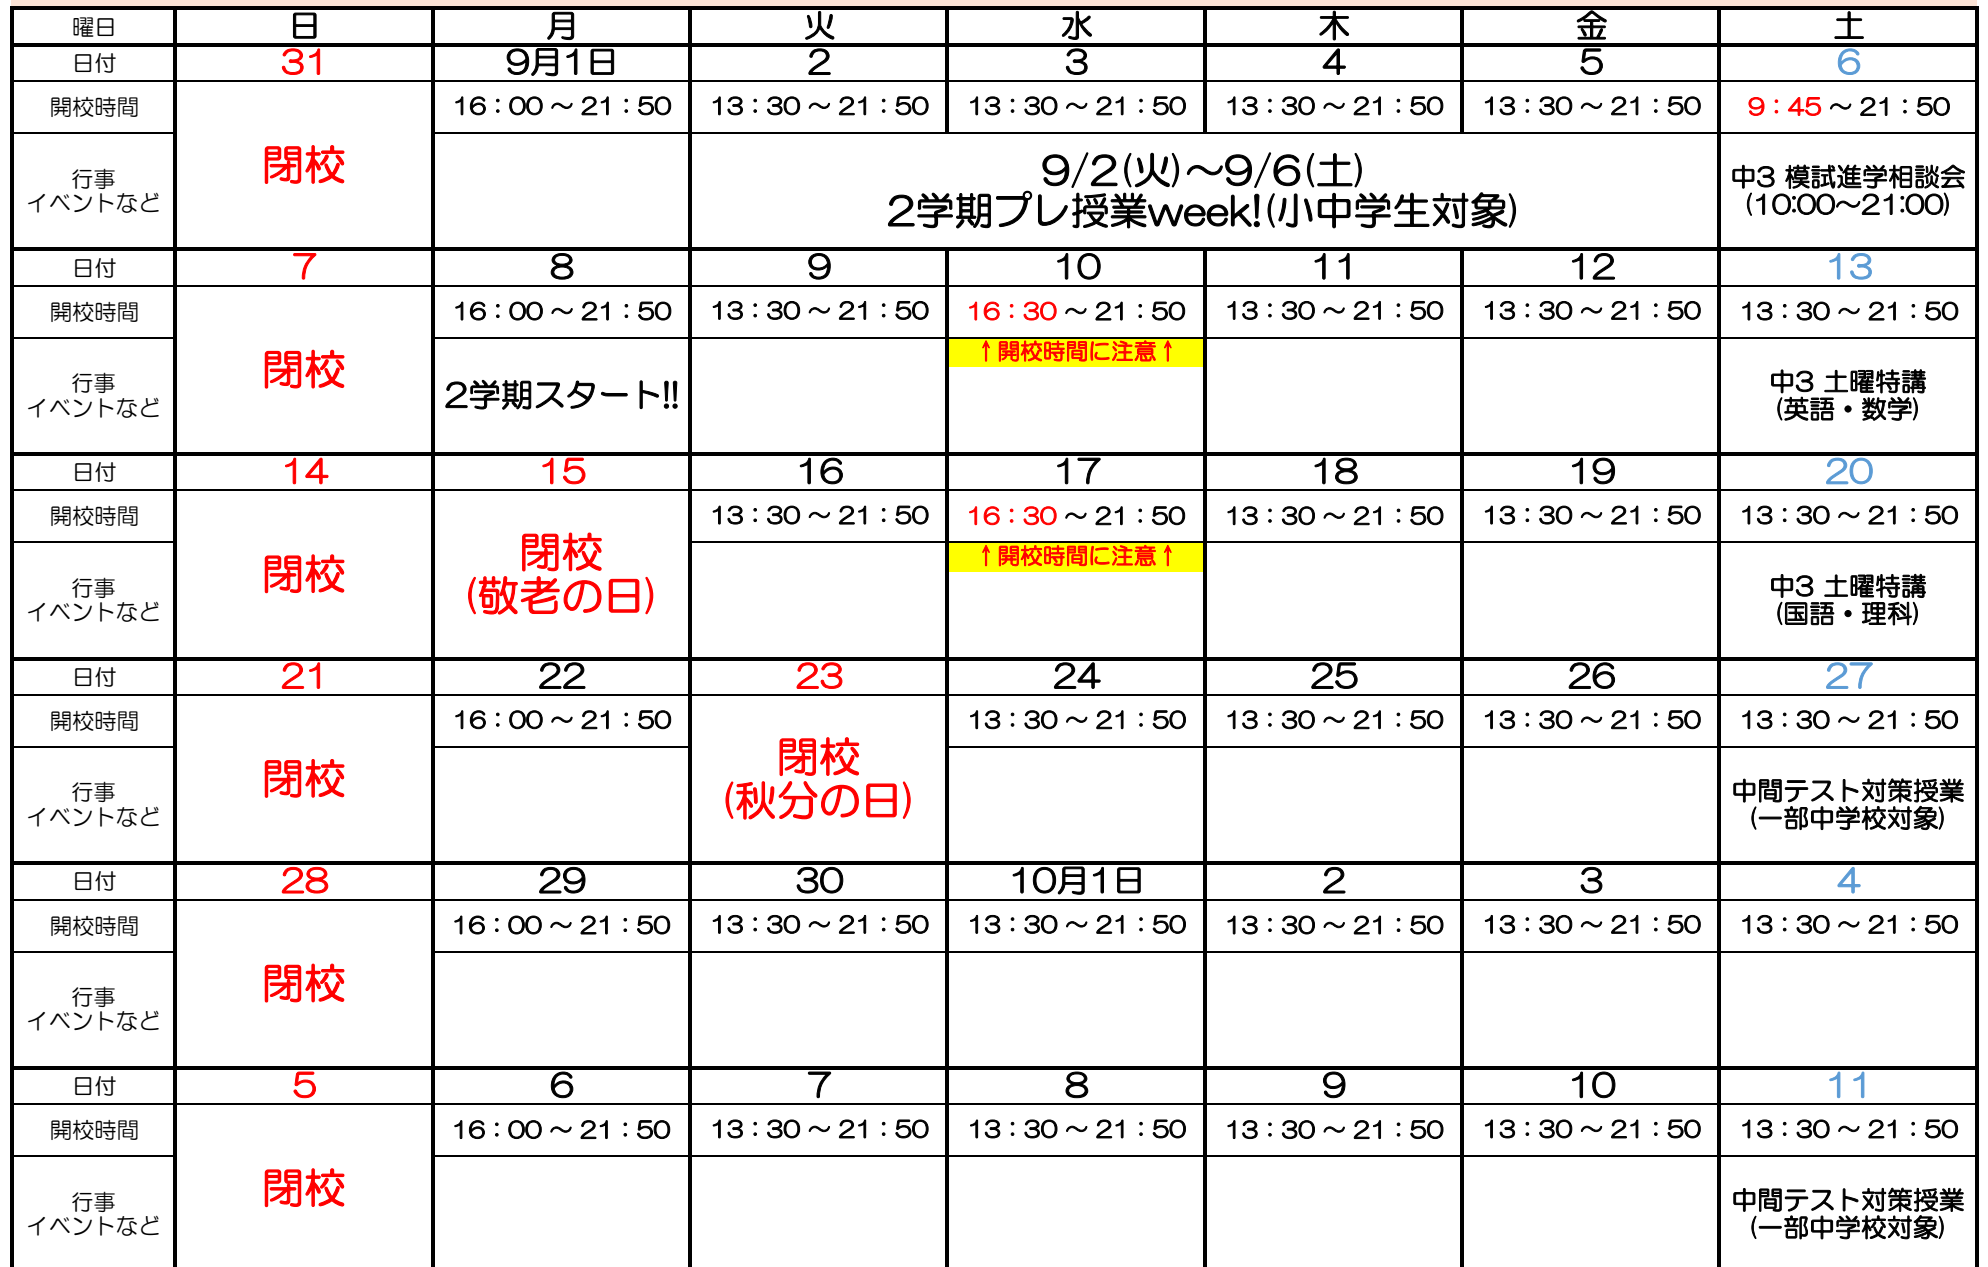 曜日 日 月 火 水 木 金 土
日付 31 9月1日 2 3 4 5 6
開校時間 16：00～21：50 13：30～21：50 13：30～21：50 13：30～21：50 13：30～21：50 9：45～21：50
閉校
行事
イベントなど
9/2(火)～9/6(土)
2学期プレ授業week!(小中学生対象)
中3 模試進学相談会
(10:00～21:00)
日付 7 8 9 10 11 12 13
開校時間 16：00～21：50 13：30～21：50 16：30～21：50 13：30～21：50 13：30～21：50 13：30～21：50
閉校
行事
イベントなど
2学期スタート!!
↑開校時間に注意↑
中3 土曜特講
(英語・数学)
日付 14 15 16 17 18 19 20
開校時間 13：30～21：50 16：30～21：50 13：30～21：50 13：30～21：50 13：30～21：50
閉校
閉校
(敬老の日)
行事
イベントなど
↑開校時間に注意↑
中3 土曜特講
(国語・理科)
日付 21 22 23 24 25 26 27
開校時間 16：00～21：50 13：30～21：50 13：30～21：50 13：30～21：50 13：30～21：50
閉校
閉校
(秋分の日)
行事
イベントなど
中間テスト対策授業
(一部中学校対象)
日付 28 29 30 10月1日 2 3 4
開校時間 16：00～21：50 13：30～21：50 13：30～21：50 13：30～21：50 13：30～21：50 13：30～21：50
閉校
行事
イベントなど
日付 5 6 7 8 9 10 11
開校時間 16：00～21：50 13：30～21：50 13：30～21：50 13：30～21：50 13：30～21：50 13：30～21：50
閉校
行事
イベントなど
中間テスト対策授業
(一部中学校対象)